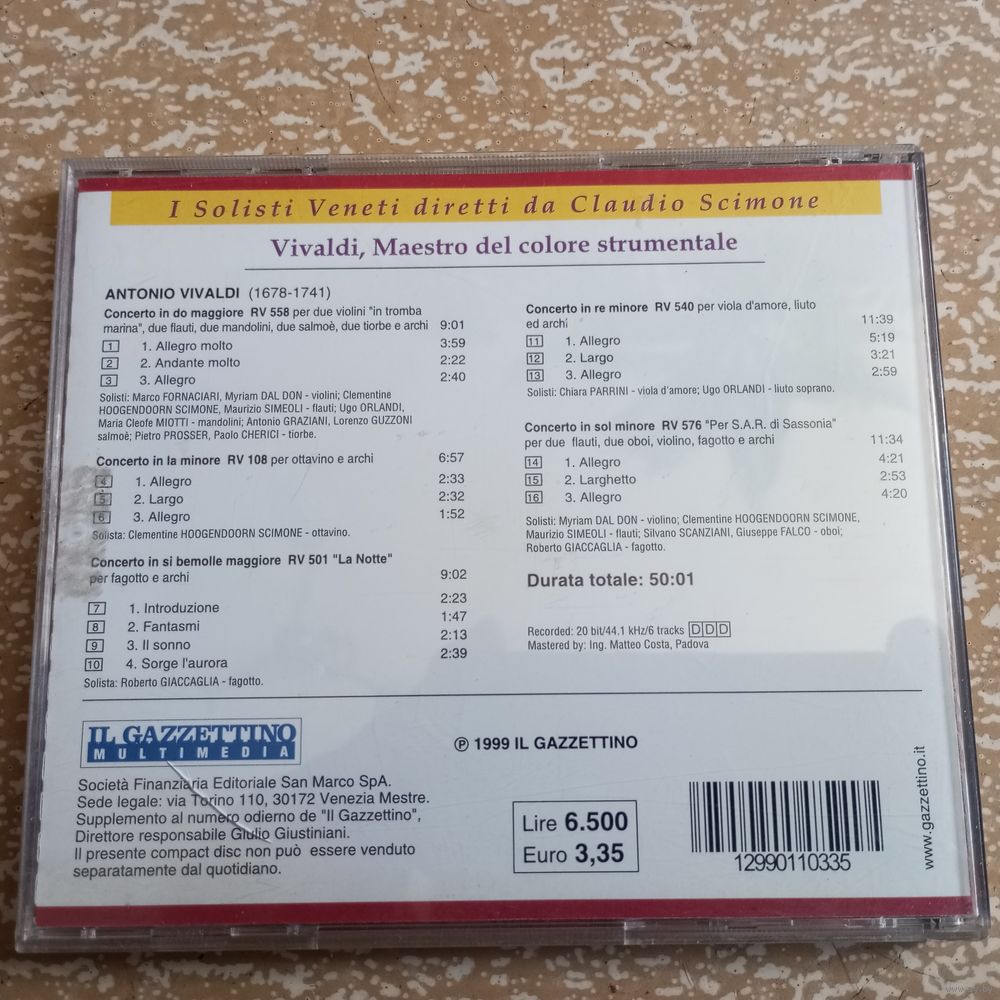 I Solisti Veneti diretti da Claudio Scimone
Vivaldi, Maestro del colore strumentale
ANTONIO VIVALDI (1678-1741)
Concerto in do maggiore RV 558 per due violini "in tromba
marina", due flauti, due mandolini, due salmoè, due tiorbe e archi 9:01
1 1. Allegro molto 3:59
2 2. Andante molto 2:22
3 3. Allegro 2:40
Solisti: Marco FORNACIARI, Myriam DAL DON - violini; Clementine
HOOGENDOORN SCIMONE, Maurizio SIMEOLI - flauti; Ugo ORLANDI,
Maria Cleofe MIOTTI - mandolini; Antonio GRAZIANI, Lorenzo GUZZONI
salmoè; Pietro PROSSER, Paolo CHERICI - tiorbe.
Concerto in la minore RV 108 per ottavino e archi 6:57
4 1. Allegro 2:33
5 2. Largo 2:32
6 3. Allegro 1:52
Solista: Clementine HOOGENDOORN SCIMONE - ottavino.
Concerto in si bemolle maggiore RV 501 "La Notte"
per fagotto e archi 9:02
7 1. Introduzione 2:23
8 2. Fantasmi 1:47
9 3. Il sonno 2:13
10 4. Sorge l'aurora 2:39
Solista: Roberto GIACCAGLIA - fagotto.
Concerto in re minore RV 540 per viola d'amore, liuto
ed archi 11:39
11 1. Allegro 5:19
12 2. Largo 3:21
13 3. Allegro 2:59
Solisti: Chiara PARRINI - viola d'amore; Ugo ORLANDI - liuto soprano.
Concerto in sol minore RV 576 "Per S.A.R. di Sassonia"
per due flauti, due oboi, violino, fagotto e archi 11:34
14 1. Allegro 4:21
15 2. Larghetto 2:53
16 3. Allegro 4:20
Solisti: Myriam DAL DON - violino; Clementine HOOGENDOORN SCIMONE,
Maurizio SIMEOLI - flauti; Silvano SCANZIANI, Giuseppe FALCO - oboi;
Roberto GIACCAGLIA - fagotto.
Durata totale: 50:01
Recorded: 20 bit/44,1 kHz/6 tracks DDD
Mastered by: Ing. Matteo Costa, Padova
IL GAZZETTINO
MULTIMEDIA
℗ 1999 IL GAZZETTINO
Società Finanziaria Editoriale San Marco SpA.
Sede legale: via Torino 110, 30172 Venezia Mestre.
Supplemento al numero odierno de "Il Gazzettino",
Direttore responsabile Giulio Giustiniani.
Il presente compact disc non può essere venduto
separatamente dal quotidiano.
Lire 6.500
Euro 3,35
12990110335
www.gazzettino.it